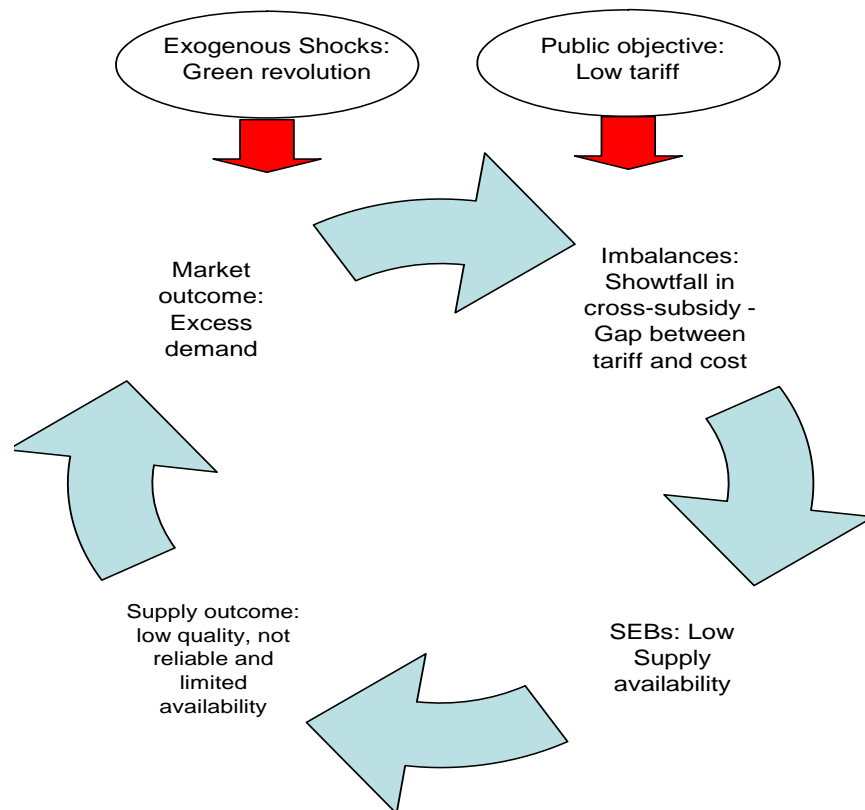 Exogenous Shocks:
Green revolution
Public objective:
Low tariff
Market
outcome:
Excess
demand
Imbalances:
Showtfall in
cross-subsidy -
Gap between
tariff and cost
SEBs: Low
Supply
availability
Supply outcome:
low quality, not
reliable and
limited
availability